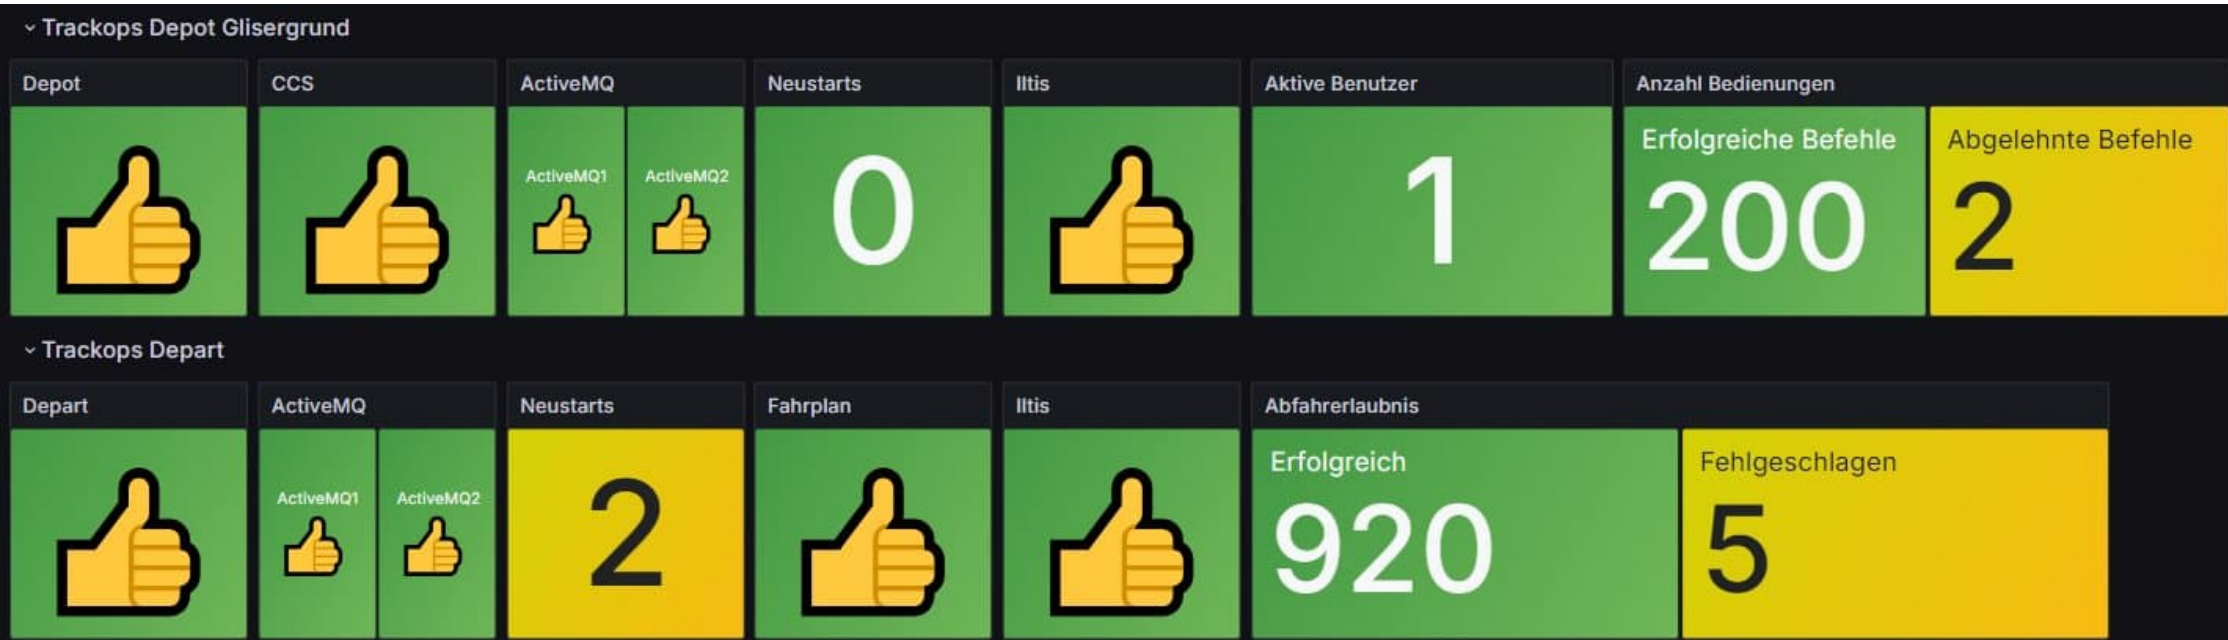 Trackops Depot Glisergrund
Depot
CCS
ActiveMQ
Neustarts
Iltis
Aktive Benutzer
Anzahl Bedienungen
ActiveMQ1
ActiveMQ2
0
1
Erfolgreiche Befehle
200
Abgelehnte Befehle
2
Trackops Depart
Depart
ActiveMQ
Neustarts
Fahrplan
Iltis
Abfahrerlaubnis
ActiveMQ1
ActiveMQ2
2
Erfolgreich
920
Fehlgeschlagen
5